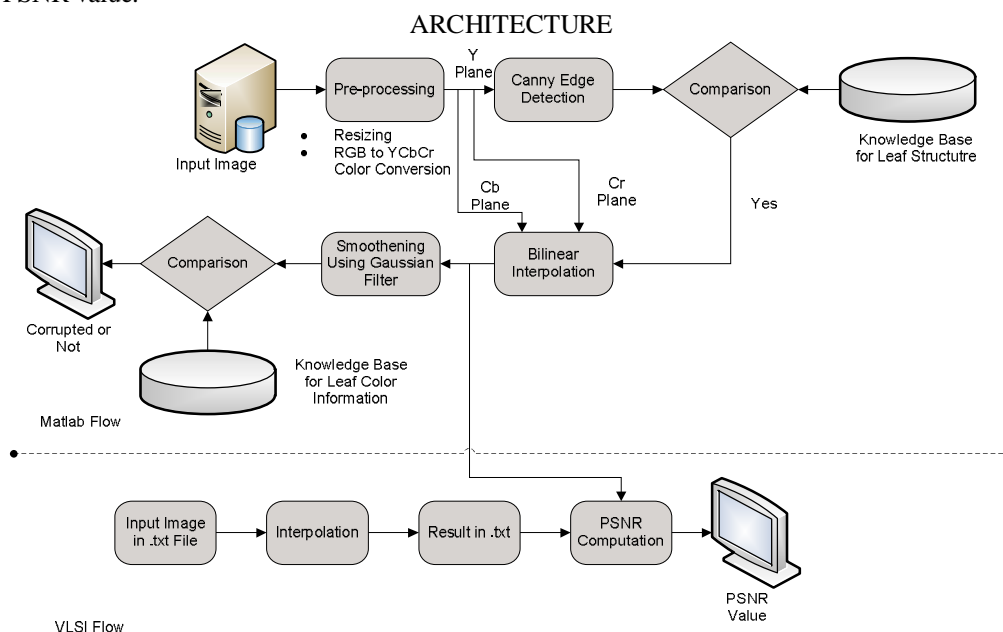 PSNR value.
ARCHITECTURE
Y
Plane
Pre-processing
Canny Edge
Detection
Comparison
Input Image
• Resizing
• RGB to YCbCr
Color Conversion
Knowledge Base
for Leaf Structutre
Cb
Plane
Cr
Plane
Yes
Comparison
Smoothening
Using Gaussian
Filter
Bilinear
Interpolation
Corrupted or
Not
Knowledge Base
for Leaf Color
Information
Matlab Flow
Input Image
in .txt File
Interpolation
Result in .txt
PSNR
Computation
PSNR
Value
VLSI Flow